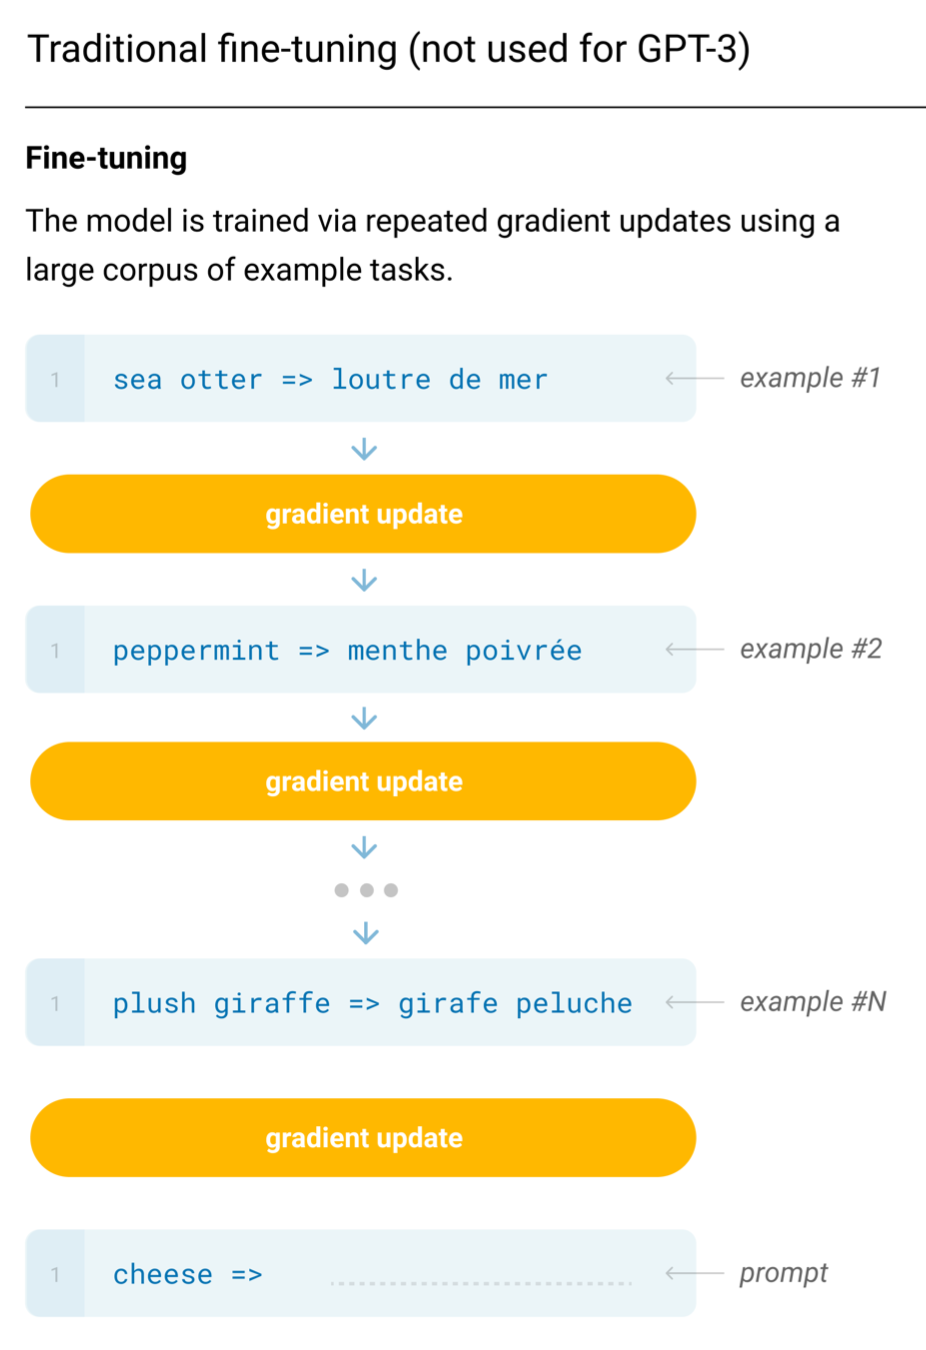 Traditional fine-tuning (not used for GPT-3)
Fine-tuning
The model is trained via repeated gradient updates using a
large corpus of example tasks.
1 sea otter => loutre de mer example #1
gradient update
1 peppermint => menthe poivrée example #2
gradient update
1 plush giraffe => girafe peluche example #N
gradient update
1 cheese => prompt